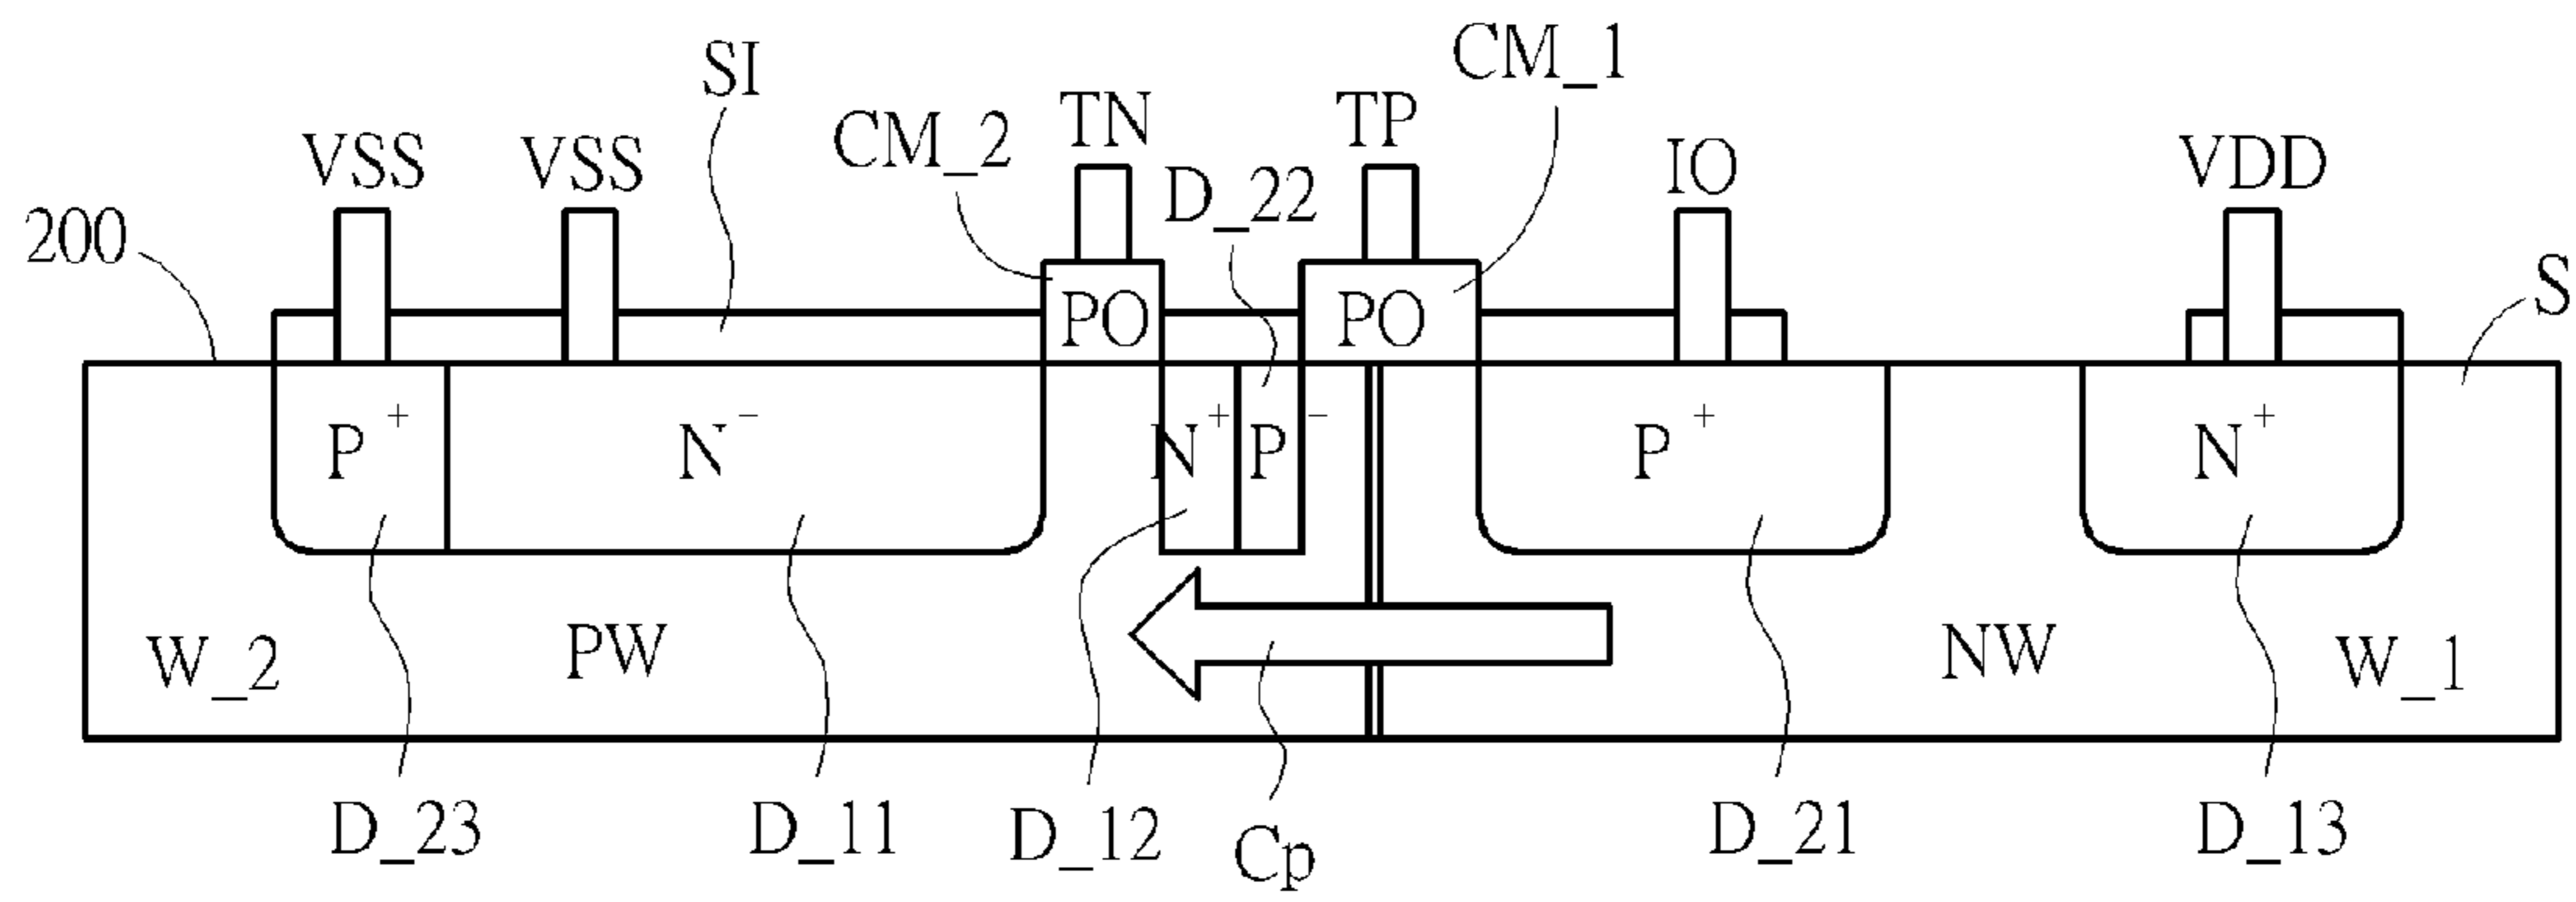 CM_1
SI
TN
TP
CM_2
VSS
VSS
IO
VDD
D_22
200
S
PO
PO
P+
N-
N+
P-
P+
N+
W_2
PW
NW
W_1
D_23
D_11
D_12
Cp
D_21
D_13